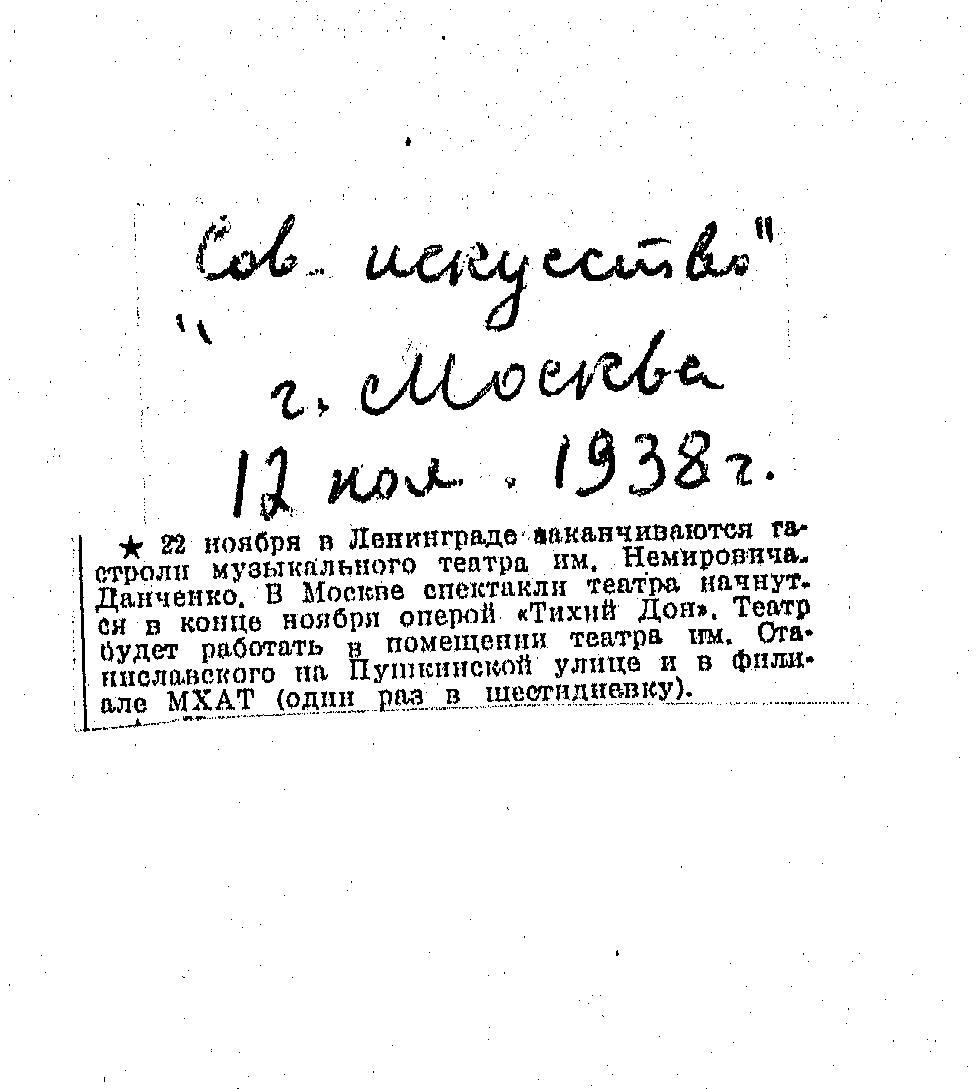 „Сов. искусство"
г. Москва
12 ноя. 1938 г.
★ 22 ноября в Ленинграде заканчиваются га-
строли музыкального театра им. Немировича-
Данченко. В Москве спектакли театра начнут-
ся в конце ноября оперой «Тихий Дон». Театр
будет работать в помещении театра им. Ста-
ниславского на Пушкинской улице и в фили-
але МХАТ (один раз в шестидневку).